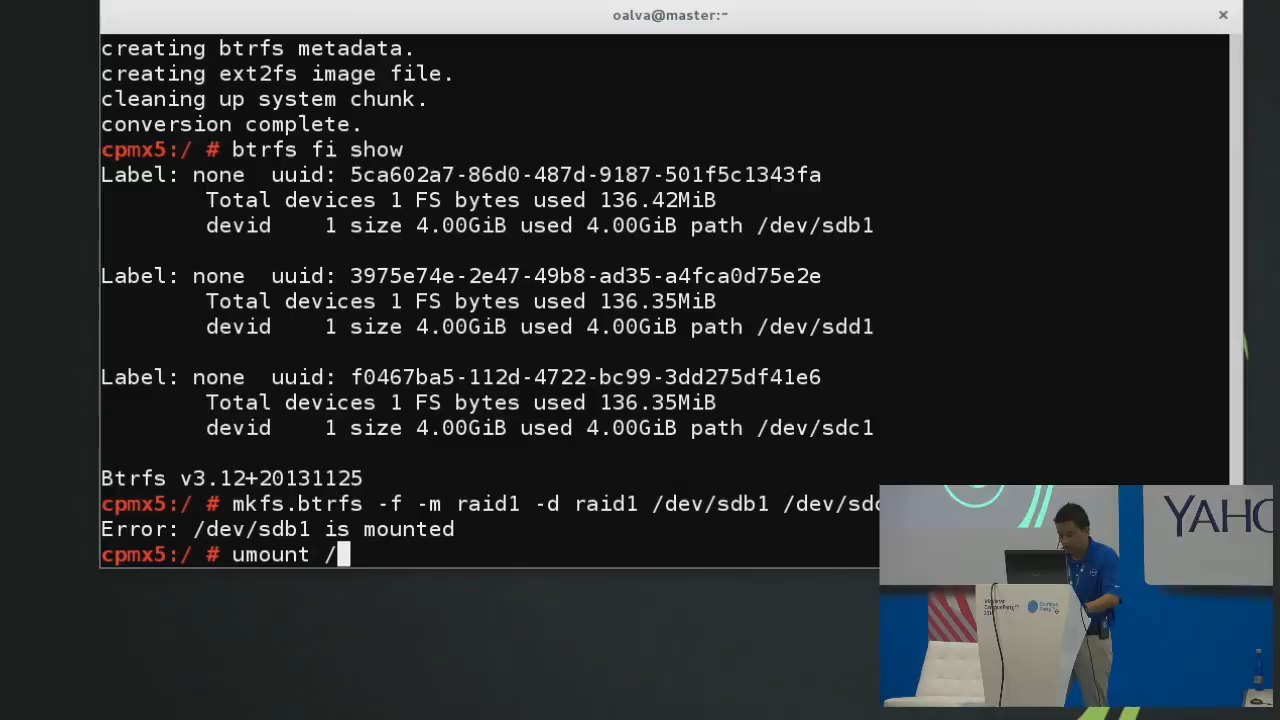 oalva@master:~
creating btrfs metadata.
creating ext2fs image file.
cleaning up system chunk.
conversion complete.
cpmx5:/ # btrfs fi show
Label: none  uuid: 5ca602a7-86d0-487d-9187-501f5c1343fa
        Total devices 1 FS bytes used 136.42MiB
        devid    1 size 4.00GiB used 4.00GiB path /dev/sdb1
Label: none  uuid: 3975e74e-2e47-49b8-ad35-a4fca0d75e2e
        Total devices 1 FS bytes used 136.35MiB
        devid    1 size 4.00GiB used 4.00GiB path /dev/sdd1
Label: none  uuid: f0467ba5-112d-4722-bc99-3dd275df41e6
        Total devices 1 FS bytes used 136.35MiB
        devid    1 size 4.00GiB used 4.00GiB path /dev/sdc1
Btrfs v3.12+20131125
cpmx5:/ # mkfs.btrfs -f -m raid1 -d raid1 /dev/sdb1 /dev/sdc
Error: /dev/sdb1 is mounted
cpmx5:/ # umount /
YAHO